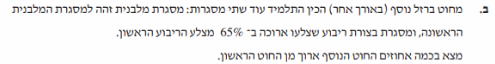 ב. מחוט ברזל נוסף (באורך אחר) הכין התלמיד עוד שתי מסגרות: מסגרת מלבנית זהה למסגרת המלבנית
הראשונה, ומסגרת בצורת ריבוע שצלעו ארוכה ב־ 65% מצלע הריבוע הראשון.
מצא בכמה אחוזים החוט הנוסף ארוך מן החוט הראשון.